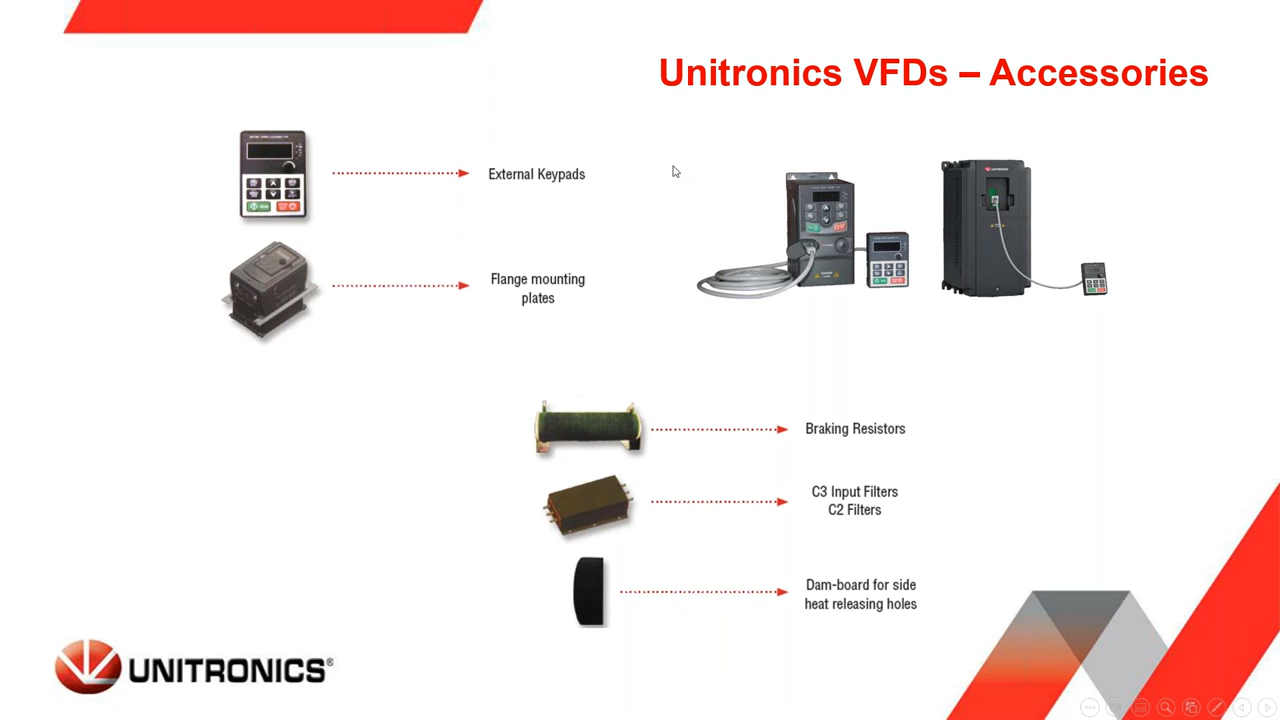 Unitronics VFDs – Accessories
External Keypads
Flange mounting
plates
UNITRONICS
Braking Resistors
C3 Input Filters
C2 Filters
Dam-board for side
heat releasing holes
UNITRONICS®